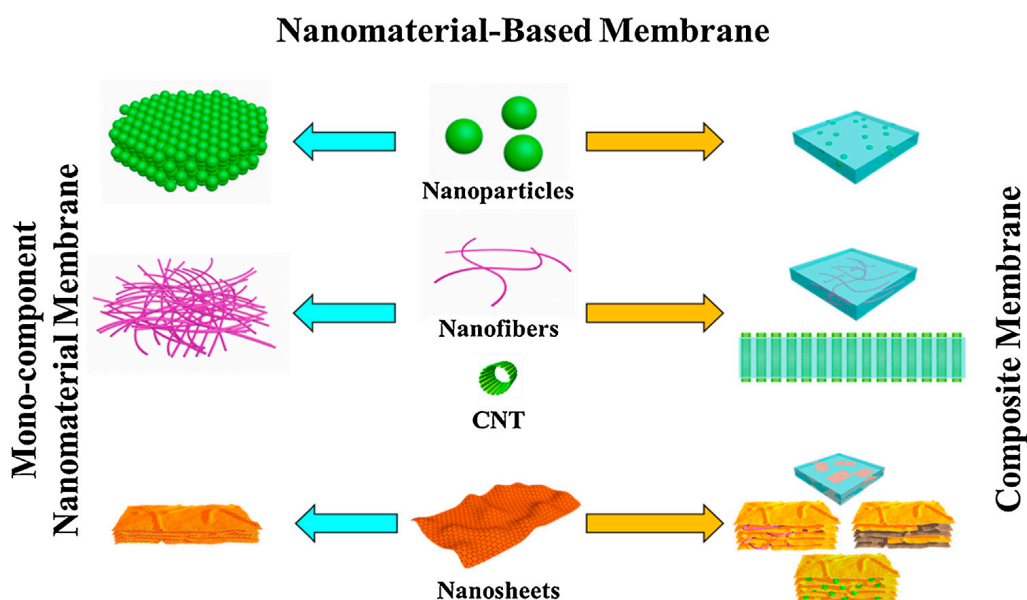 Nanomaterial-Based Membrane
Mono-component
Nanomaterial Membrane
Nanoparticles
Nanofibers
CNT
Nanosheets
Composite Membrane